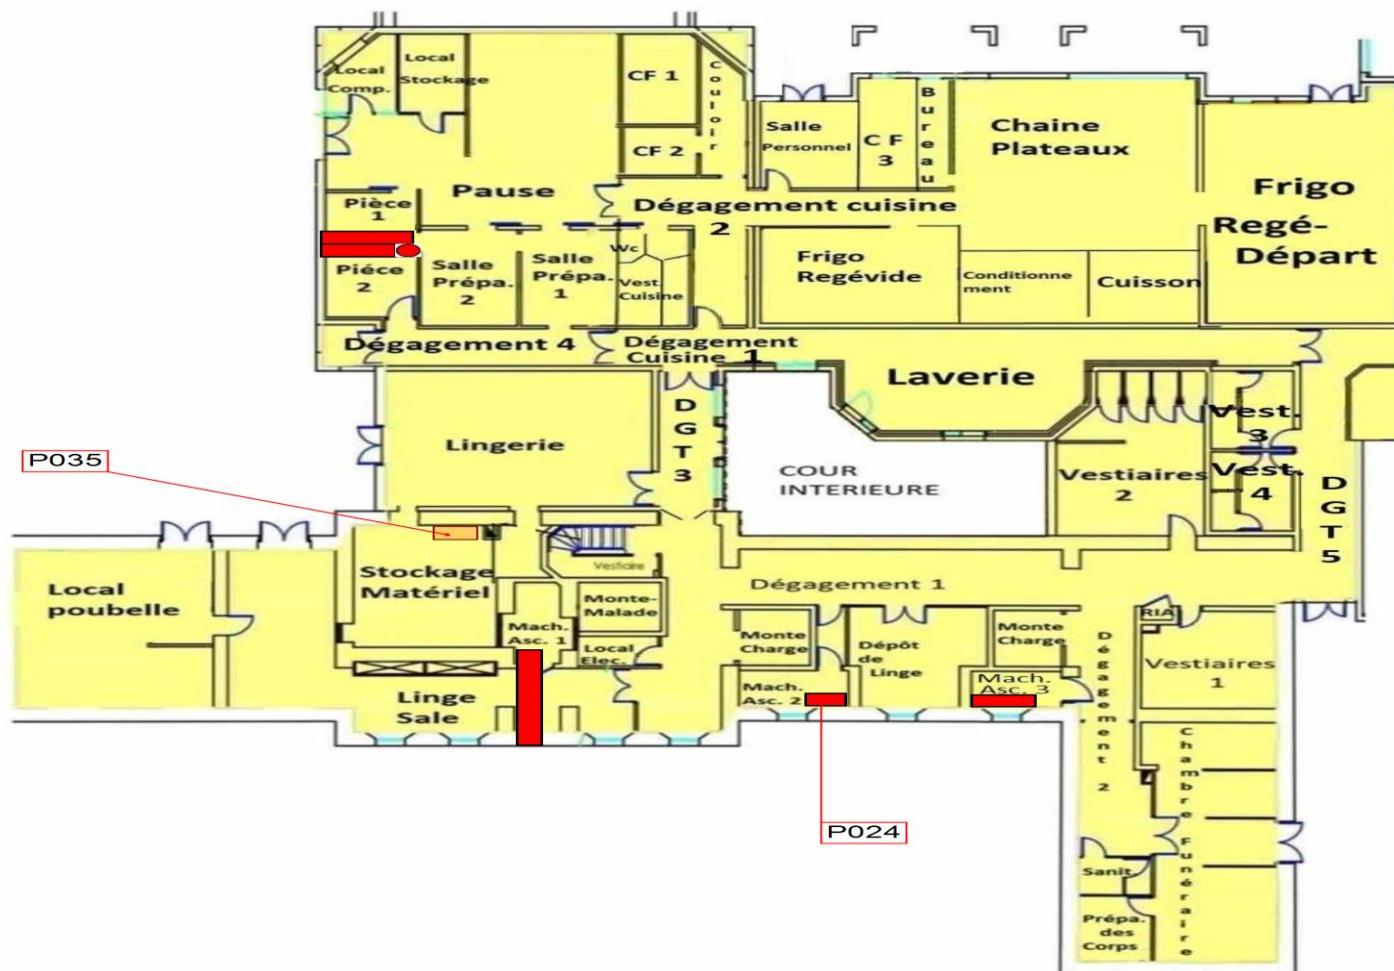 Local
Comp.
Local
Stockage
CF 1
CF 2
Couloir
Salle
Personnel
CF
3
Bureau
Chaine
Plateaux
Frigo
Regé-
Départ
Pause
Dégagement cuisine
2
Pièce
1
Piéce
2
Salle
Prépa.
2
Salle
Prépa.
1
Wc
Vest.
Cuisine
Frigo
Regévide
Conditionne
ment
Cuisson
Dégagement 4
Dégagement
Cuisine 1
Laverie
Lingerie
DGT3
COUR
INTERIEURE
Vestiaires
2
Vest.
3
Vest.
4
DGT5
P035
Local
poubelle
Stockage
Matériel
Vestiaire
Monte-
Malade
Mach.
Asc. 1
Local
Elec.
Linge
Sale
Dégagement 1
Monte
Charge
Mach.
Asc. 2
Dépôt
de
Linge
Monte
Charge
Mach.
Asc. 3
Dégagement 2
RIA
Vestiaires
1
Chambre Funéraire
P024
Sanit.
Prépa.
des
Corps